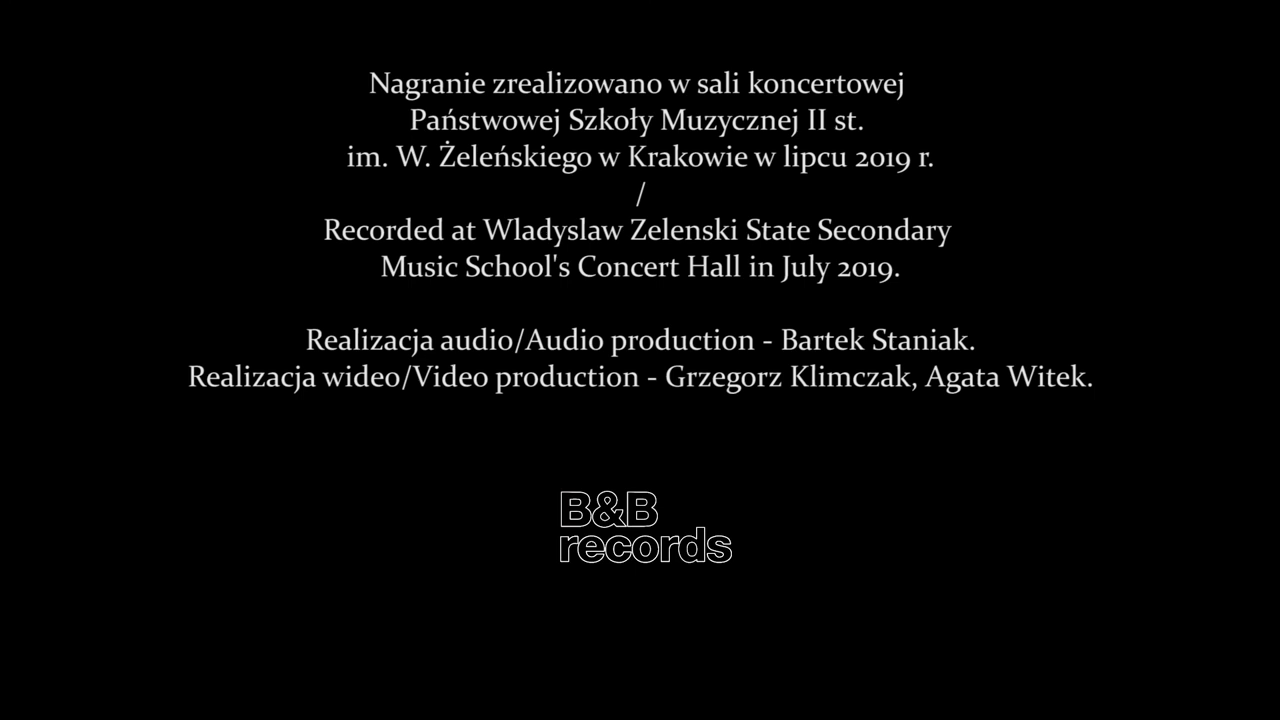 Nagranie zrealizowano w sali koncertowej
Państwowej Szkoły Muzycznej II st.
im. W. Żeleńskiego w Krakowie w lipcu 2019 r.
/
Recorded at Wladyslaw Zelenski State Secondary
Music School's Concert Hall in July 2019.
Realizacja audio/Audio production - Bartek Staniak.
Realizacja wideo/Video production - Grzegorz Klimczak, Agata Witek.
B&B
records